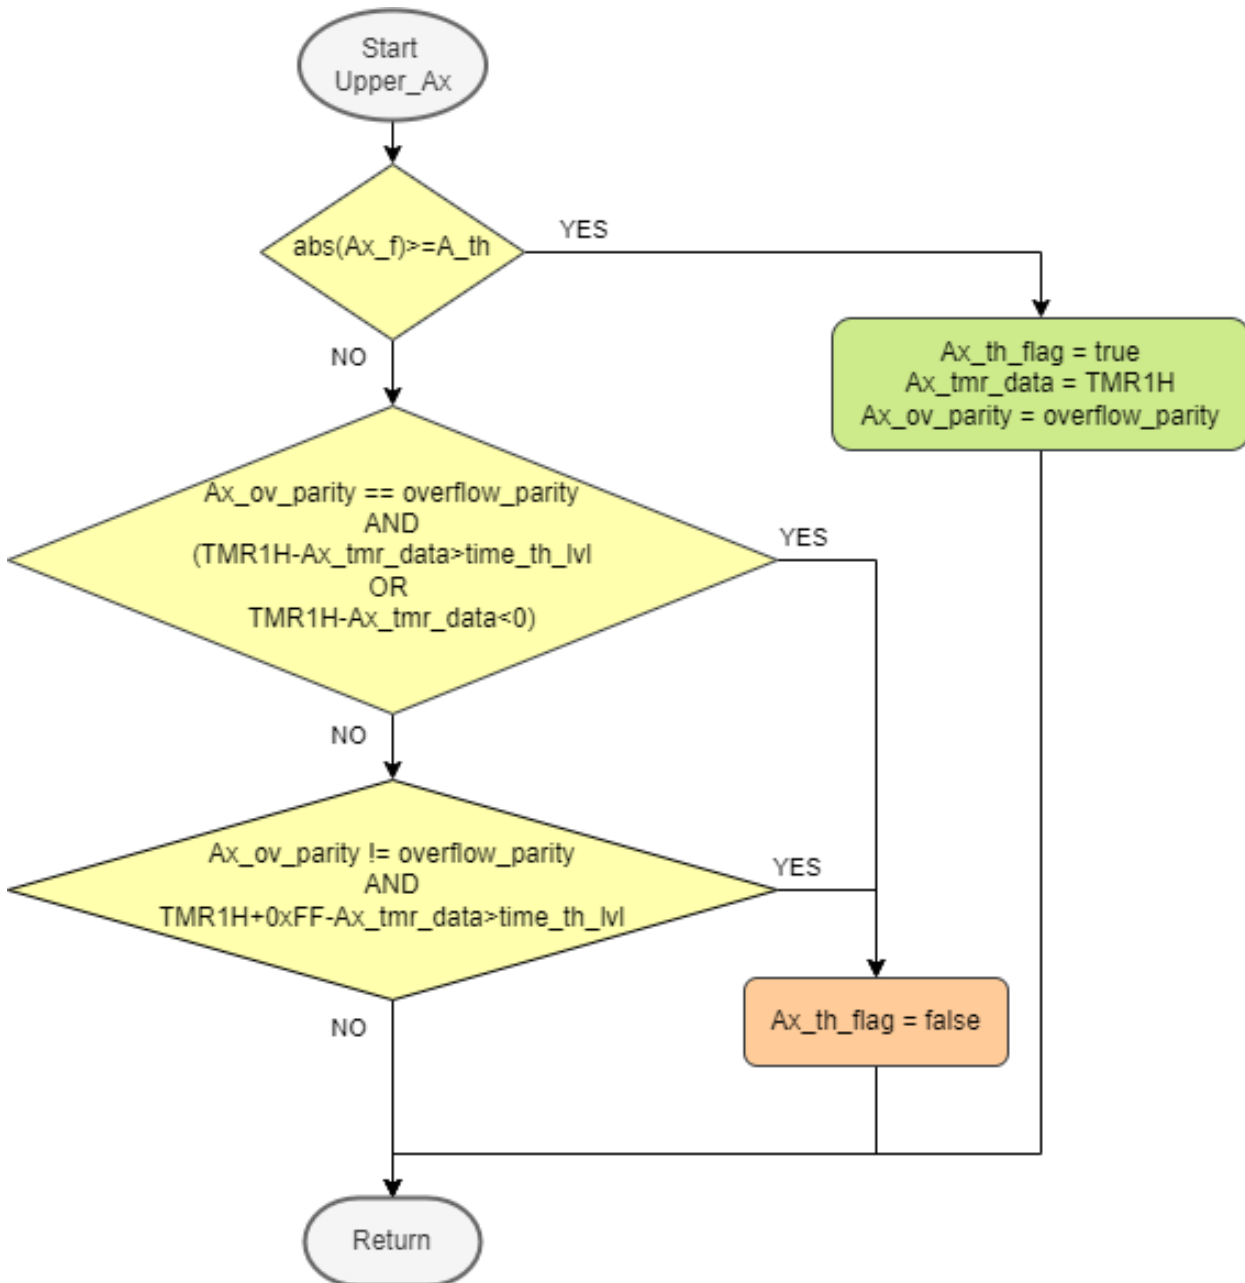 Start
Upper_Ax
abs(Ax_f)>=A_th
YES
NO
Ax_th_flag = true
Ax_tmr_data = TMR1H
Ax_ov_parity = overflow_parity
Ax_ov_parity == overflow_parity
AND
(TMR1H-Ax_tmr_data>time_th_lvl
OR
TMR1H-Ax_tmr_data<0)
YES
NO
Ax_ov_parity != overflow_parity
AND
TMR1H+0xFF-Ax_tmr_data>time_th_lvl
YES
NO
Ax_th_flag = false
Return